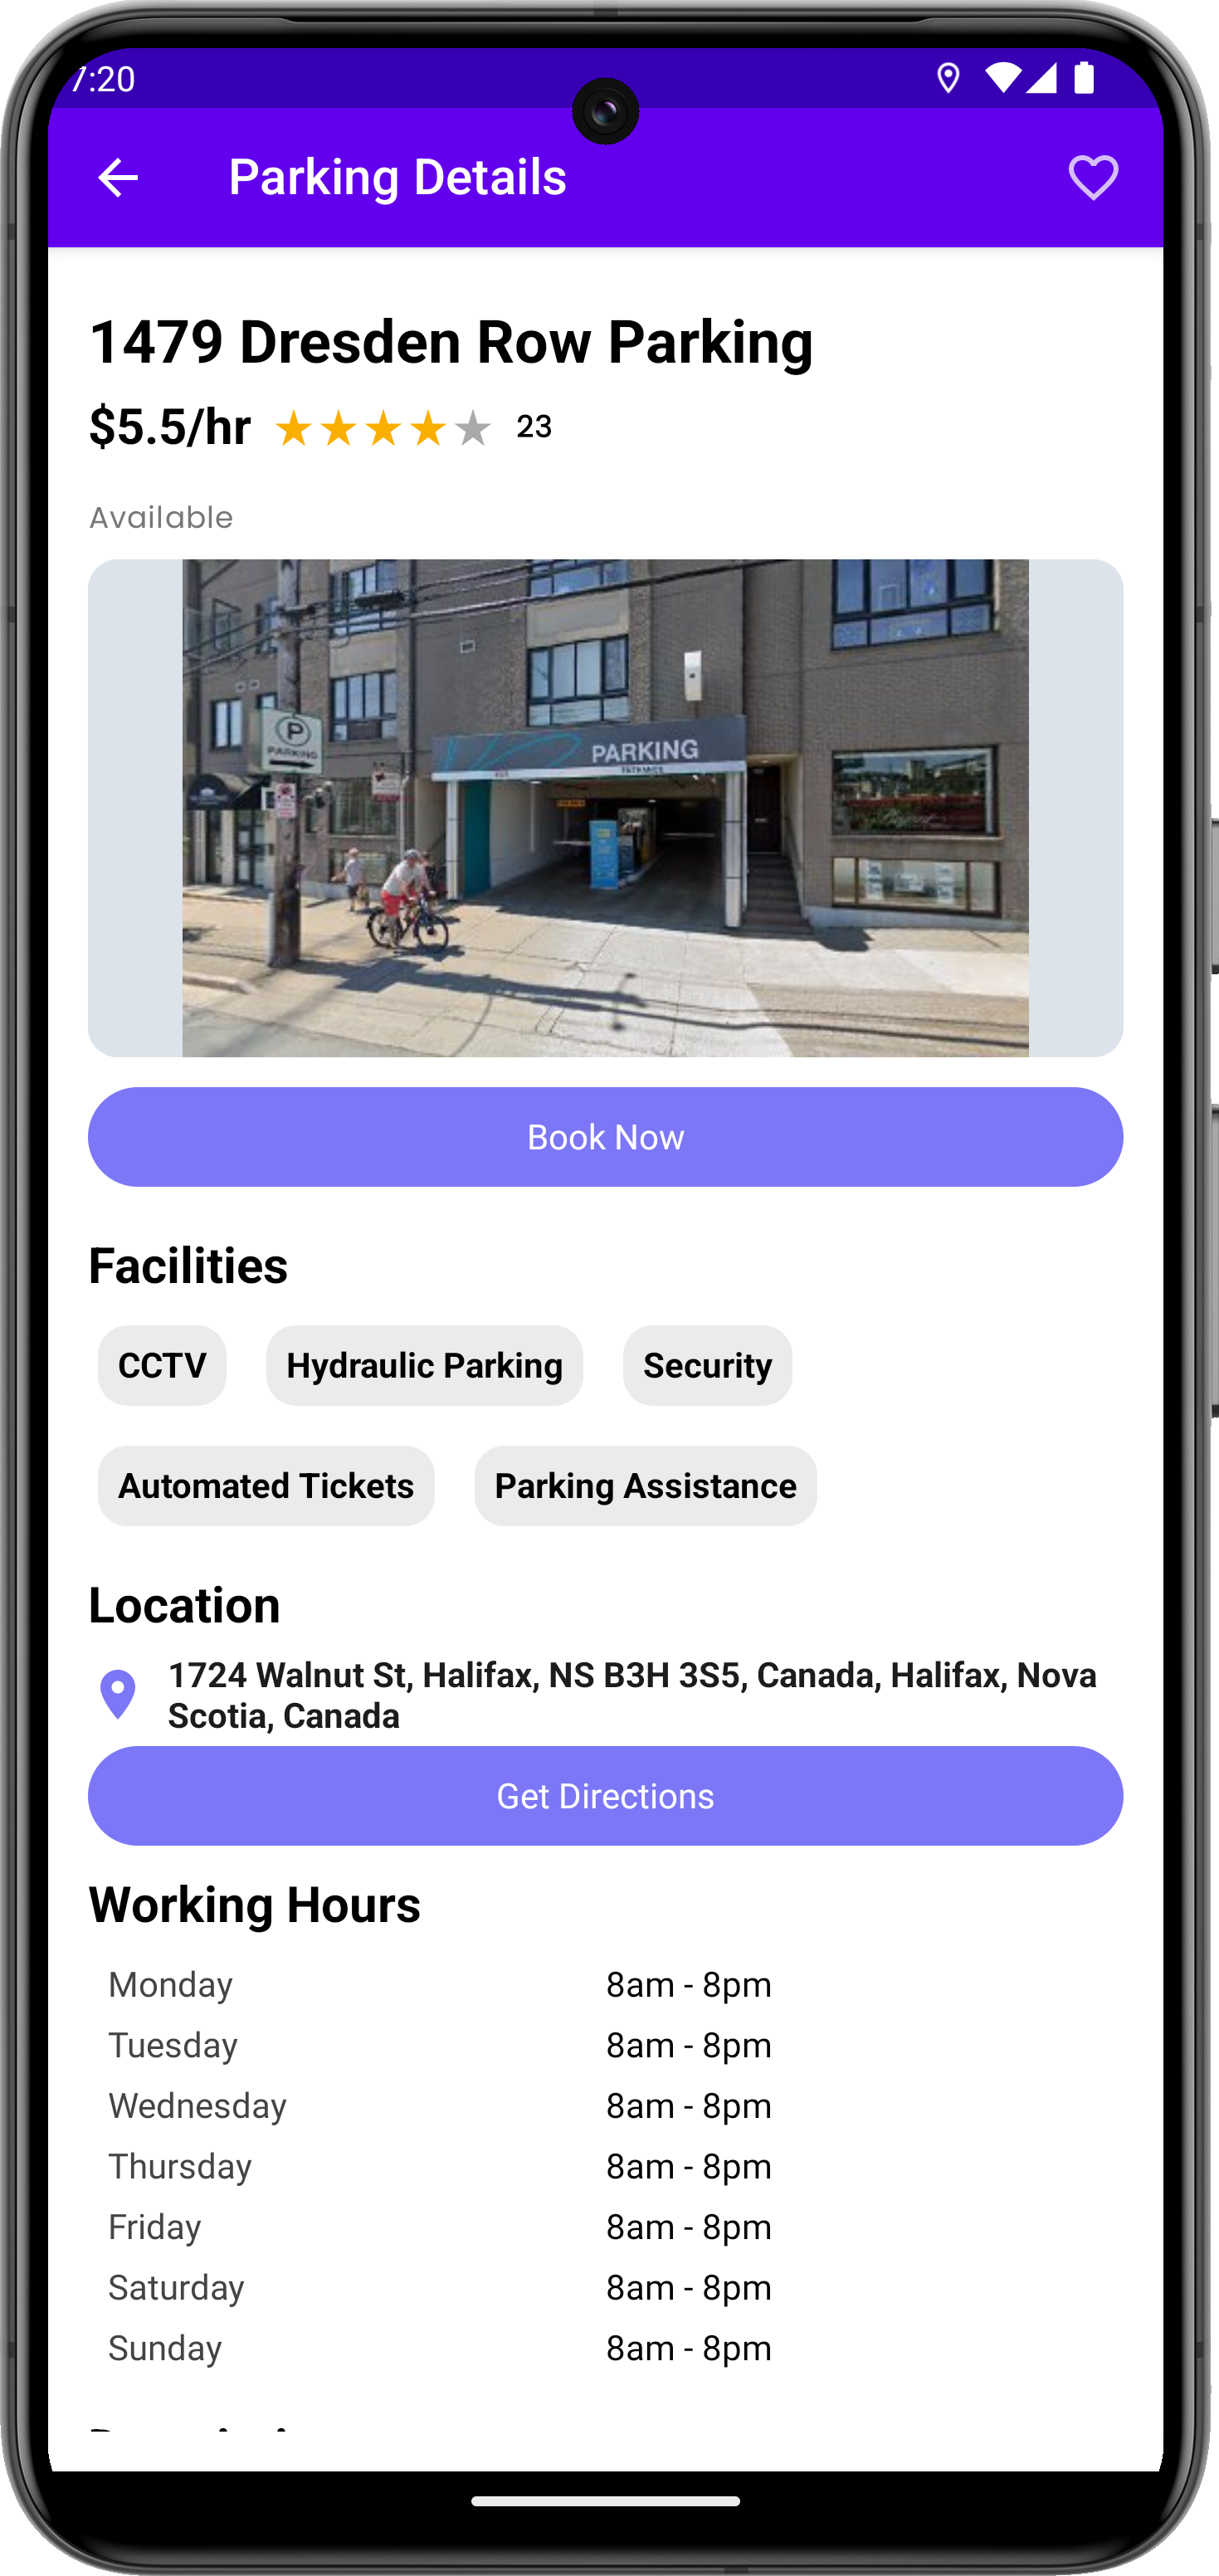 7:20
Parking Details
1479 Dresden Row Parking
$5.5/hr 23
Available
P
PARKING
PARKING
ENTRANCE
Book Now
Facilities
CCTV Hydraulic Parking Security
Automated Tickets Parking Assistance
Location
1724 Walnut St, Halifax, NS B3H 3S5, Canada, Halifax, Nova
Scotia, Canada
Get Directions
Working Hours
Monday 8am - 8pm
Tuesday 8am - 8pm
Wednesday 8am - 8pm
Thursday 8am - 8pm
Friday 8am - 8pm
Saturday 8am - 8pm
Sunday 8am - 8pm